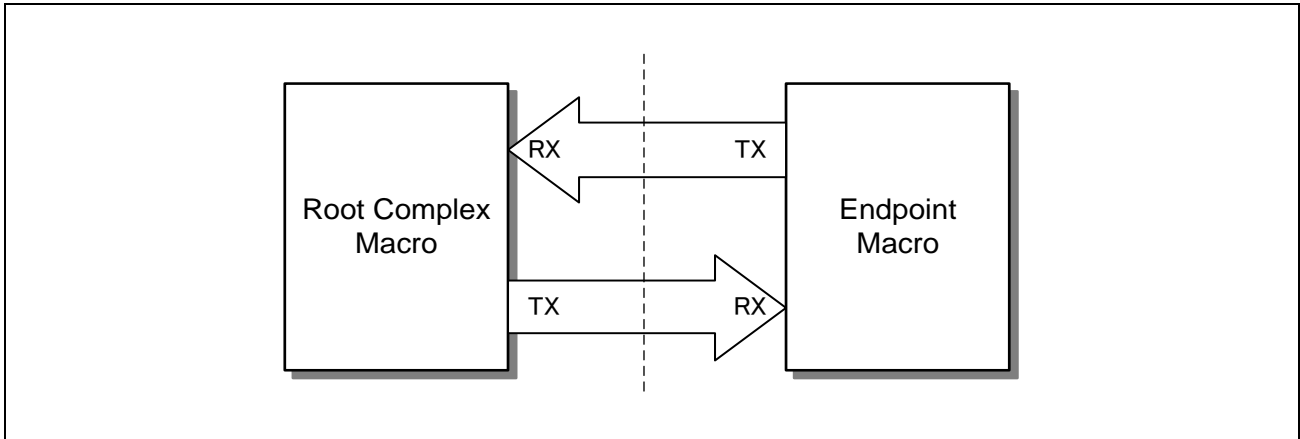 Root Complex
Macro
RX
TX
TX
RX
Endpoint
Macro